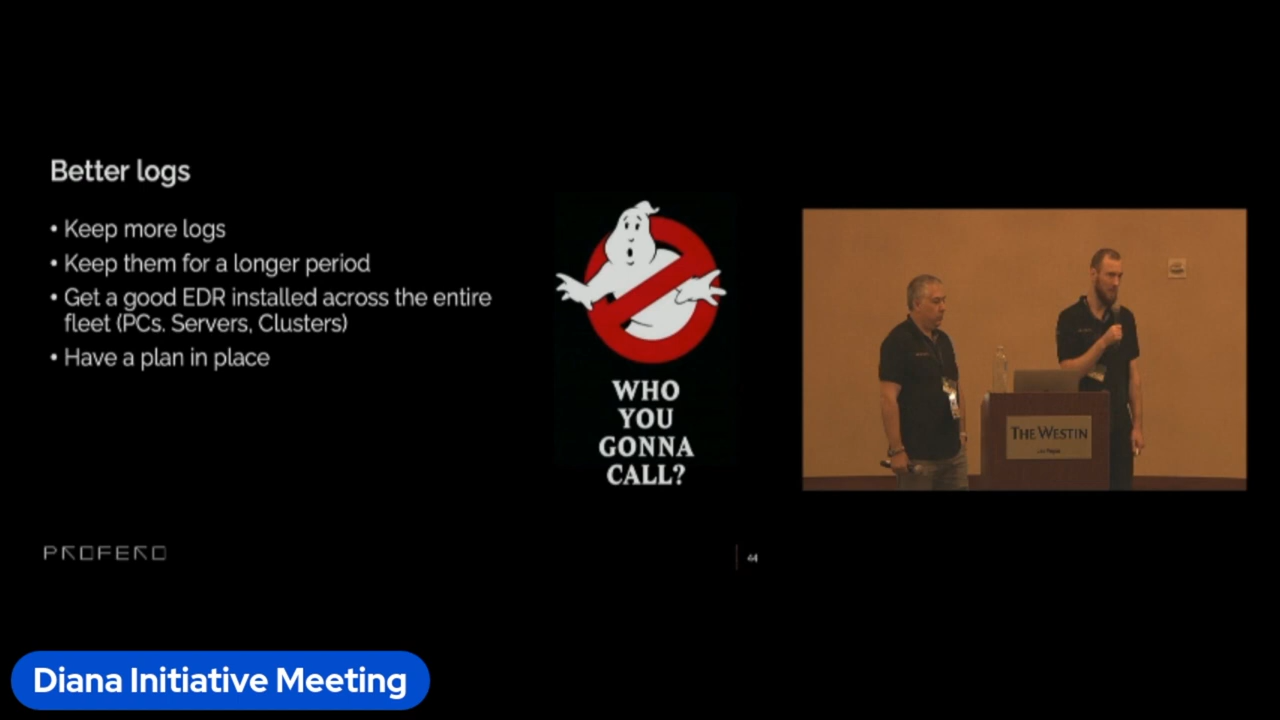 Better logs
• Keep more logs
• Keep them for a longer period
• Get a good EDR installed across the entire
fleet (PCs. Servers, Clusters)
• Have a plan in place
WHO
YOU
GONNA
CALL?
THE WESTIN
PROFERO
44
Diana Initiative Meeting